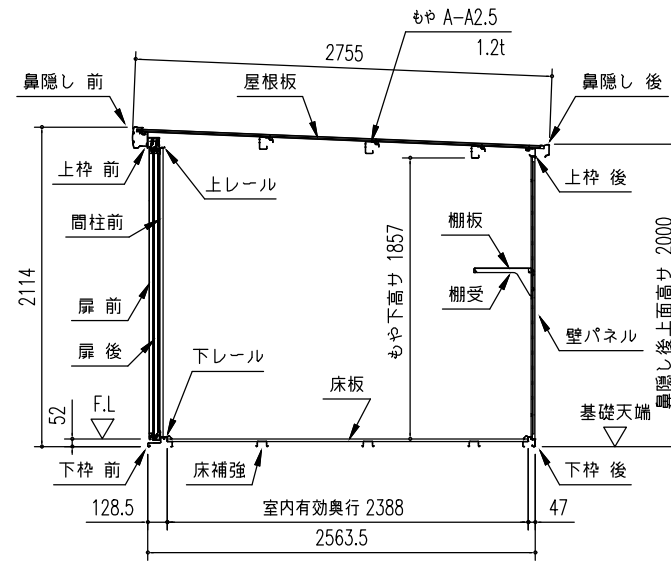 もや A-A2.5
1.2t
2755
鼻隠し 前
屋根板
鼻隠し 後
上枠 前
上レール
上枠 後
間柱前
もや下高サ 1857
棚板
棚受
2114
扉 前
扉 後
壁パネル
鼻隠し後上面高サ 2000
下レール
床板
52
F.L
基礎天端
下枠 前
床補強
下枠 後
128.5
室内有効奥行 2388
47
2563.5